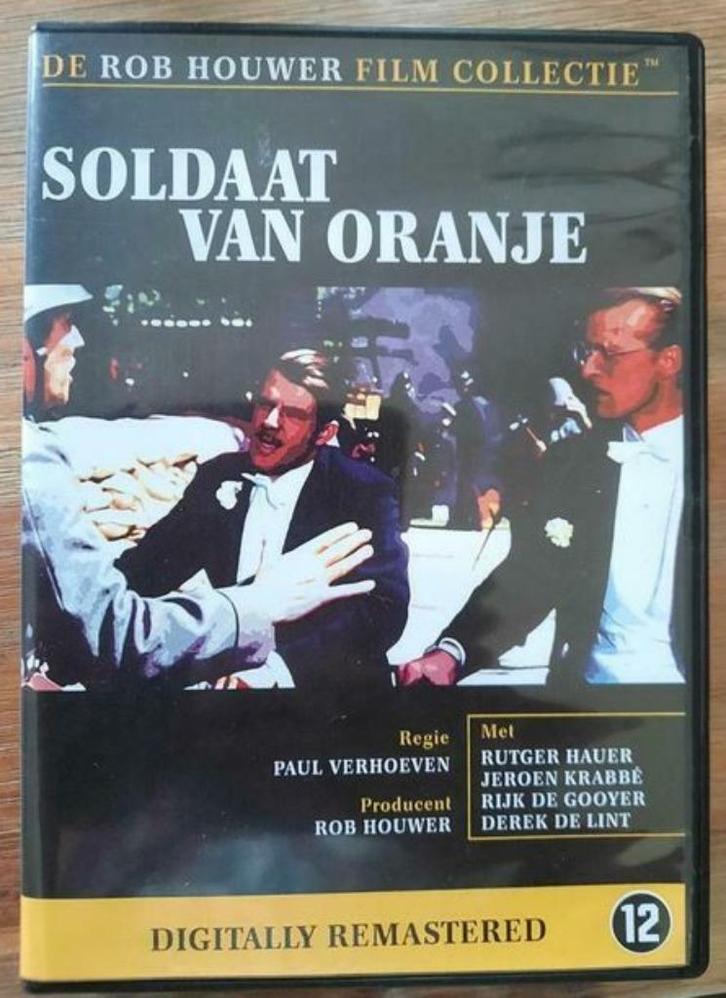 DE ROB HOUWER FILM COLLECTIE™
SOLDAAT
VAN ORANJE
Regie
PAUL VERHOEVEN
Producent
ROB HOUWER
Met
RUTGER HAUER
JEROEN KRABBÉ
RIJK DE GOOYER
DEREK DE LINT
DIGITALLY REMASTERED
12